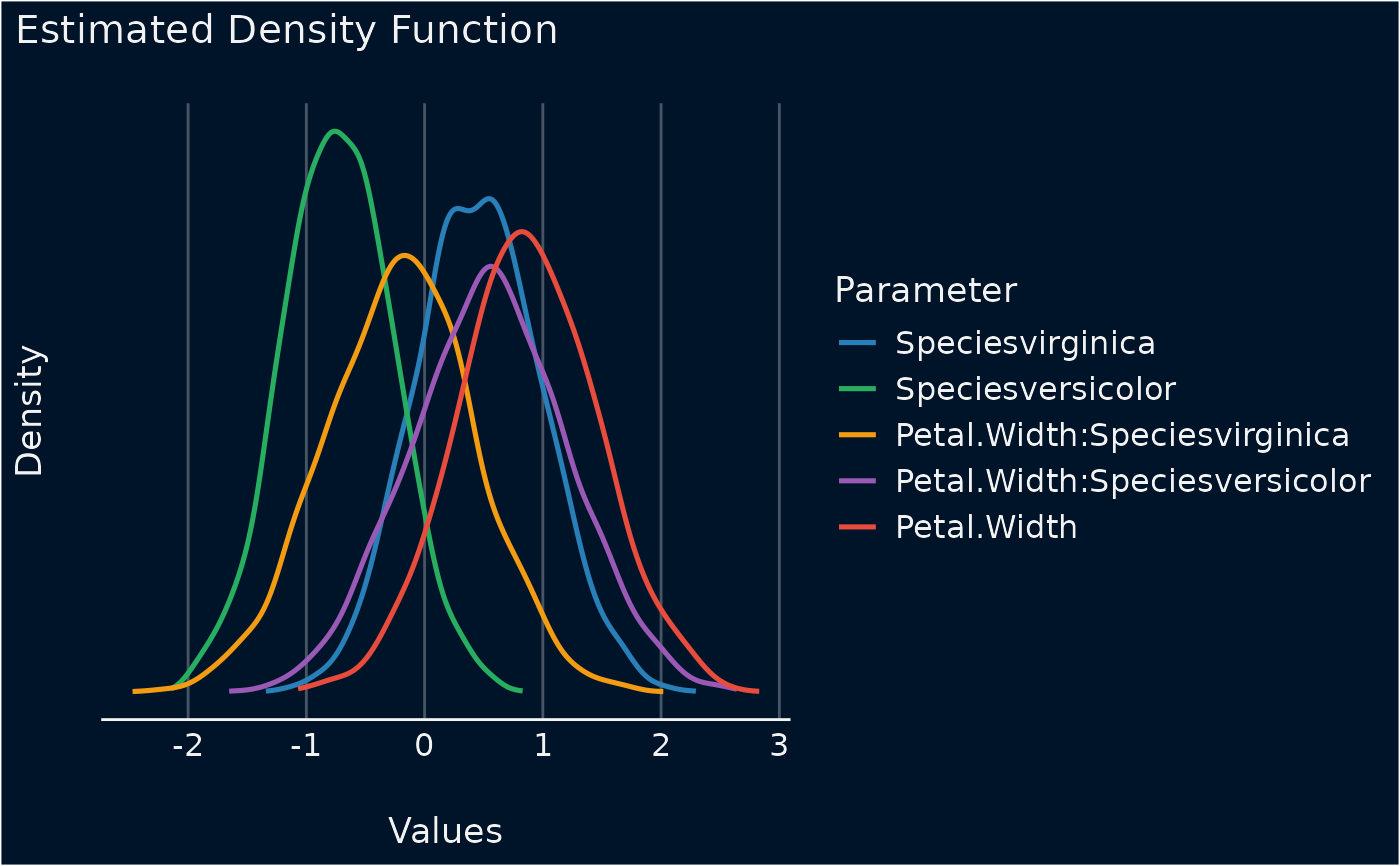 Estimated Density Function
Density
-2 -1 0 1 2 3
Values
Parameter
Speciesvirginica
Speciesversicolor
Petal.Width:Speciesvirginica
Petal.Width:Speciesversicolor
Petal.Width